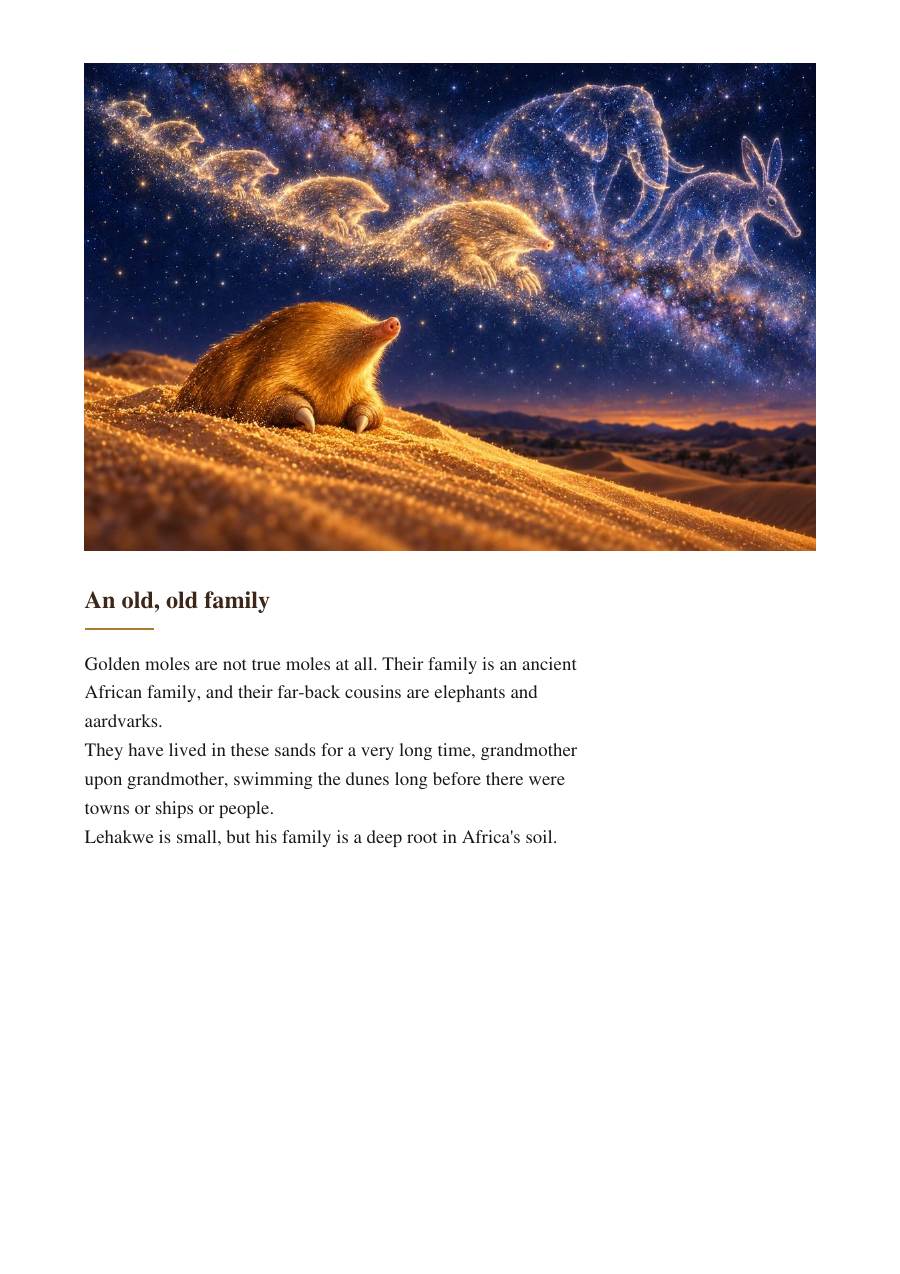 An old, old family
Golden moles are not true moles at all. Their family is an ancient
African family, and their far-back cousins are elephants and
aardvarks.
They have lived in these sands for a very long time, grandmother
upon grandmother, swimming the dunes long before there were
towns or ships or people.
Lehakwe is small, but his family is a deep root in Africa's soil.